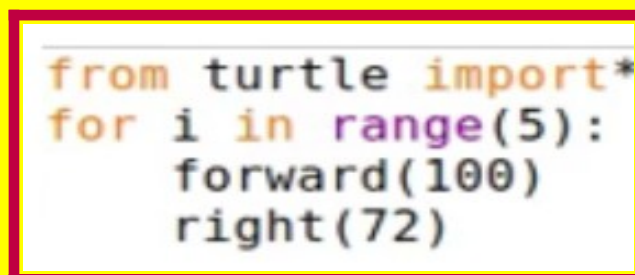 from turtle import*
for i in range(5):
    forward(100)
    right(72)